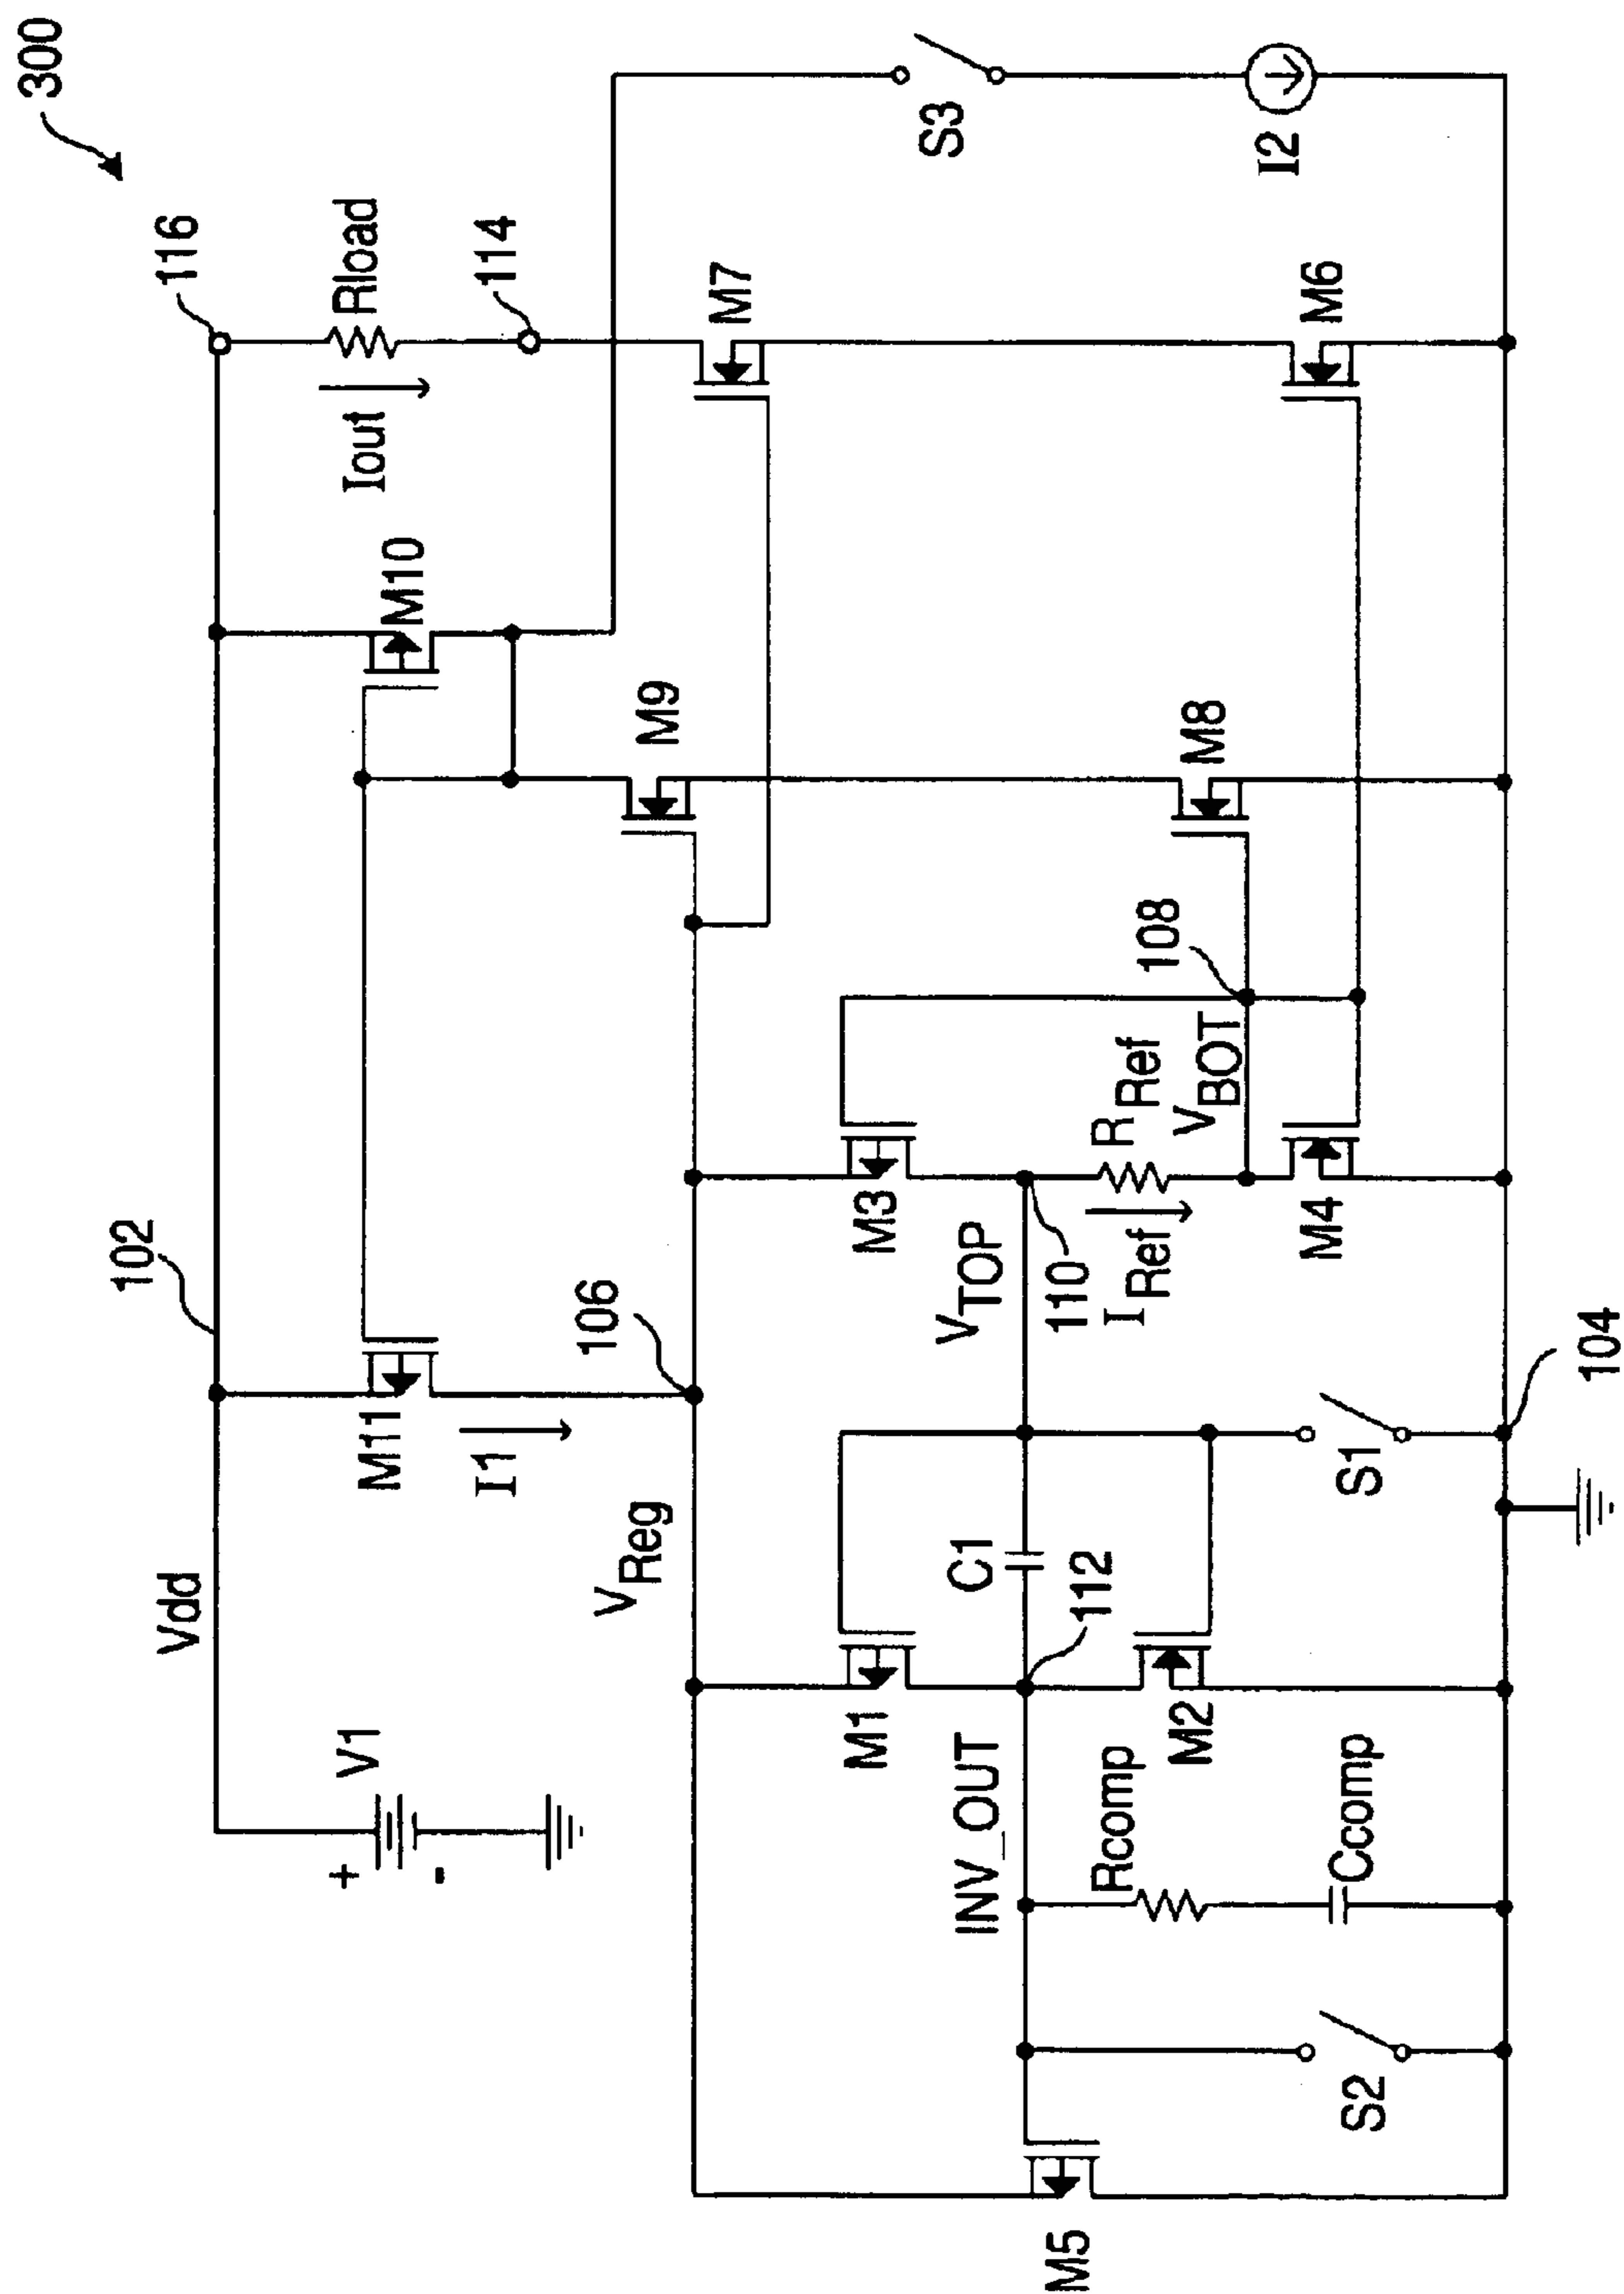 300
116
Rload
Iout
114
S3
I2
M7
M6
M10
M9
M8
108
102
Vdd
V1
+
-
M11
I1
106
VReg
M3
VTOP
110
RRef
IRef
VBOT
M4
104
S1
C1
112
M1
M2
INV_OUT
Rcomp
Ccomp
S2
M5